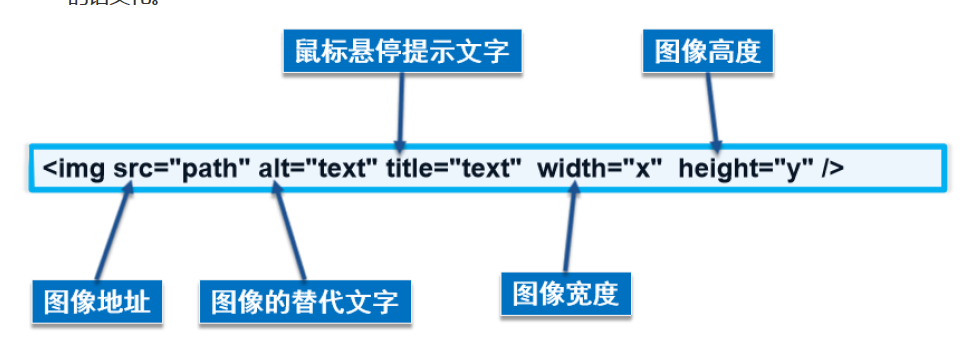 鼠标悬停提示文字
图像高度
<img src="path" alt="text" title="text" width="x" height="y" />
图像地址
图像的替代文字
图像宽度